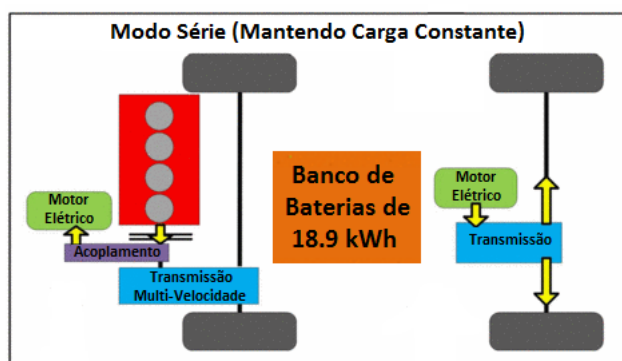 Modo Série (Mantendo Carga Constante)
Motor
Elétrico
Acoplamento
Transmissão
Multi-Velocidade
Banco de
Baterias de
18.9 kWh
Motor
Elétrico
Transmissão